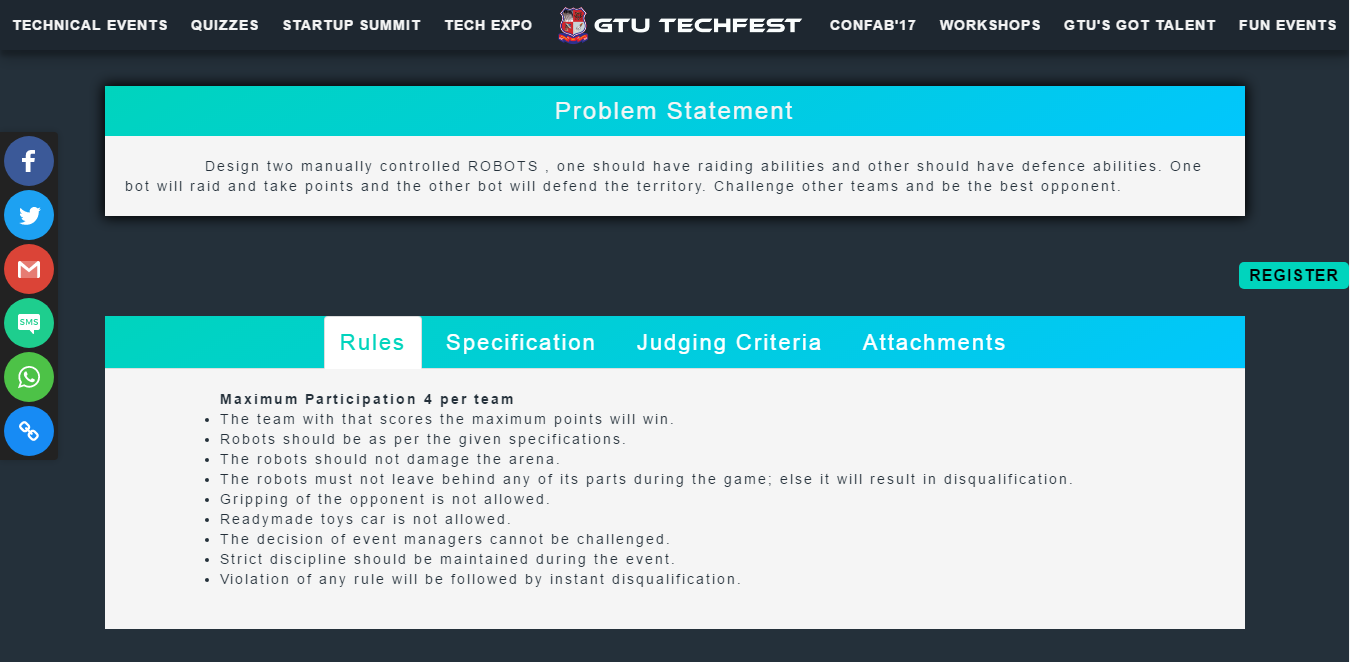 TECHNICAL EVENTS QUIZZES STARTUP SUMMIT TECH EXPO GTU TECHFEST CONFAB'17 WORKSHOPS GTU'S GOT TALENT FUN EVENTS
Problem Statement
Design two manually controlled ROBOTS , one should have raiding abilities and other should have defence abilities. One
bot will raid and take points and the other bot will defend the territory. Challenge other teams and be the best opponent.
SMS
REGISTER
Rules Specification Judging Criteria Attachments
Maximum Participation 4 per team
• The team with that scores the maximum points will win.
• Robots should be as per the given specifications.
• The robots should not damage the arena.
• The robots must not leave behind any of its parts during the game; else it will result in disqualification.
• Gripping of the opponent is not allowed.
• Readymade toys car is not allowed.
• The decision of event managers cannot be challenged.
• Strict discipline should be maintained during the event.
• Violation of any rule will be followed by instant disqualification.